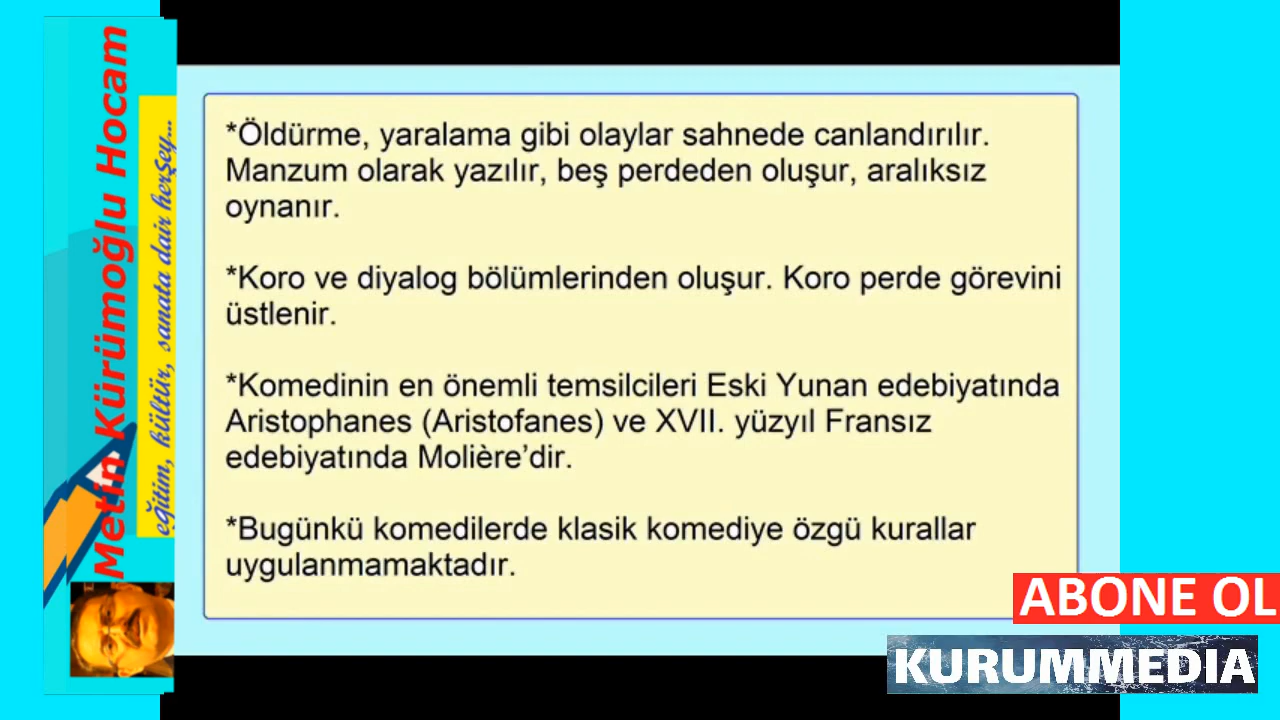 Metin Kürümoğlu Hocam
eğitim, kültür, sanata dair herşey...
*Öldürme, yaralama gibi olaylar sahnede canlandırılır.
Manzum olarak yazılır, beş perdeden oluşur, aralıksız
oynanır.
*Koro ve diyalog bölümlerinden oluşur. Koro perde görevini
üstlenir.
*Komedinin en önemli temsilcileri Eski Yunan edebiyatında
Aristophanes (Aristofanes) ve XVII. yüzyıl Fransız
edebiyatında Molière’dir.
*Bugünkü komedilerde klasik komediye özgü kurallar
uygulanmamaktadır.
ABONE OL
KURUMMEDIA